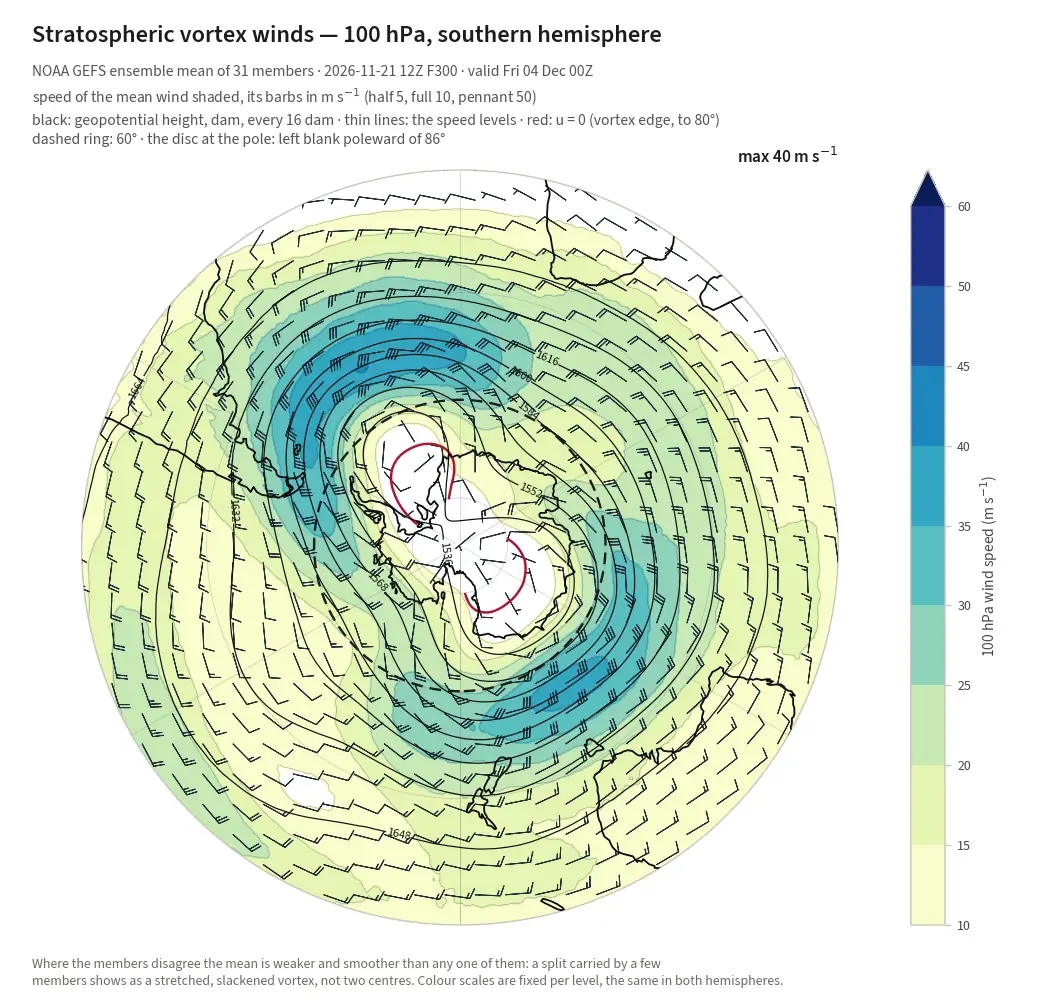 Stratospheric vortex winds — 100 hPa, southern hemisphere
NOAA GEFS ensemble mean of 31 members · 2026-11-21 12Z F300 · valid Fri 04 Dec 00Z
speed of the mean wind shaded, its barbs in m s⁻¹ (half 5, full 10, pennant 50)
black: geopotential height, dam, every 16 dam · thin lines: the speed levels · red: u = 0 (vortex edge, to 80°)
dashed ring: 60° · the disc at the pole: left blank poleward of 86°
max 40 m s⁻¹
60
50
45
40
35
30
25
20
15
10
100 hPa wind speed (m s⁻¹)
1616
1600
1584
1664
1552
1632
1536
1568
1648
Where the members disagree the mean is weaker and smoother than any one of them: a split carried by a few
members shows as a stretched, slackened vortex, not two centres. Colour scales are fixed per level, the same in both hemispheres.